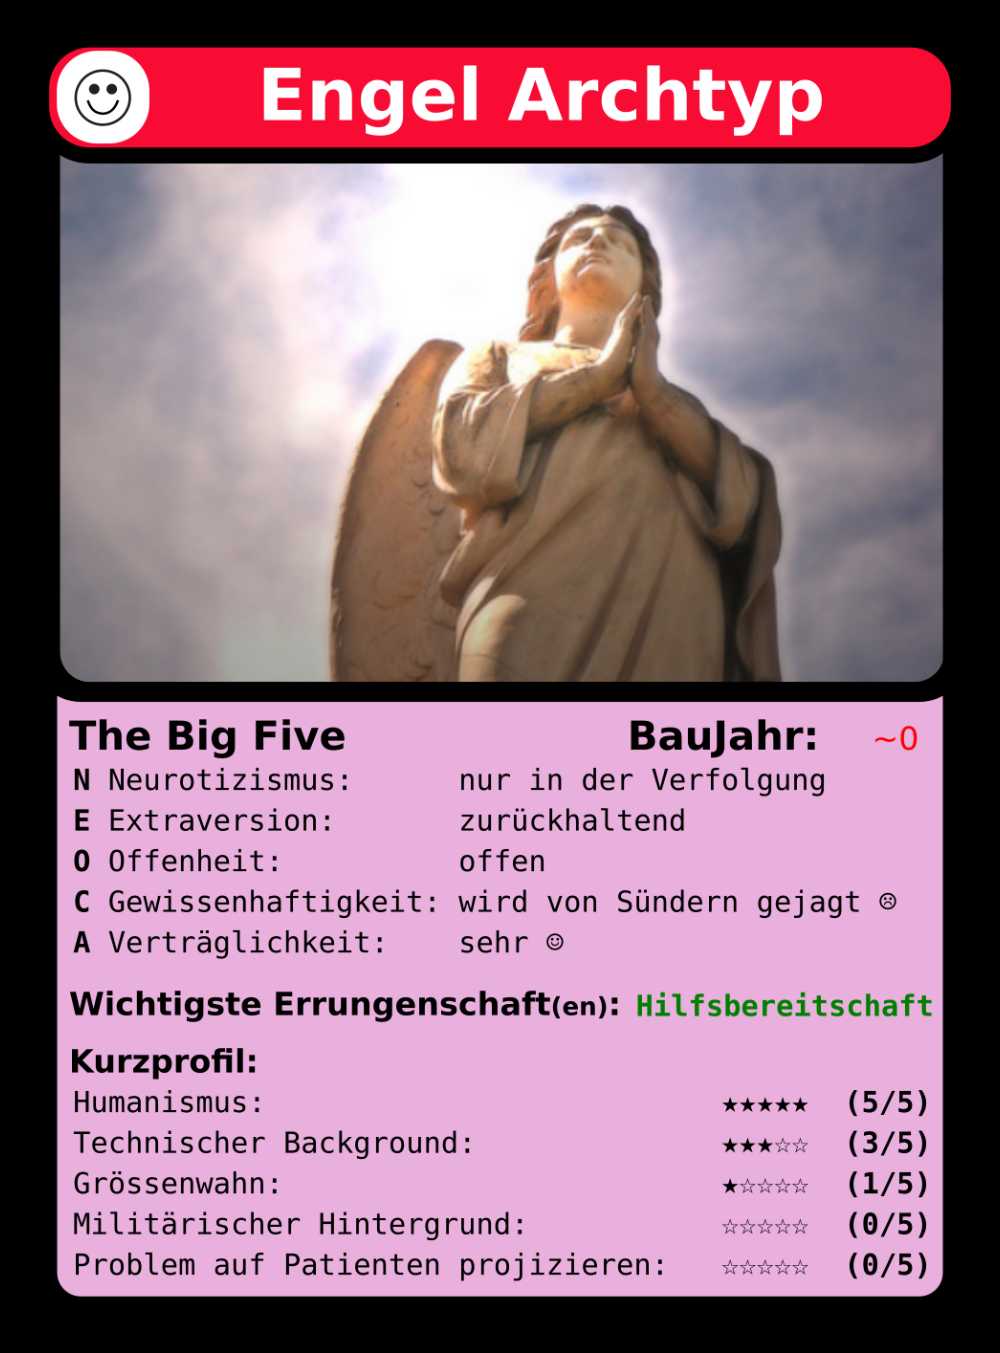 Engel Archtyp
The Big Five BauJahr: ~0
N Neurotizismus: nur in der Verfolgung
E Extraversion: zurückhaltend
O Offenheit: offen
C Gewissenhaftigkeit: wird von Sündern gejagt ☹
A Verträglichkeit: sehr ☺
Wichtigste Errungenschaft(en): Hilfsbereitschaft
Kurzprofil:
Humanismus: ★★★★★ (5/5)
Technischer Background: ★★★☆☆ (3/5)
Grössenwahn: ★☆☆☆☆ (1/5)
Militärischer Hintergrund: ☆☆☆☆☆ (0/5)
Problem auf Patienten projizieren: ☆☆☆☆☆ (0/5)